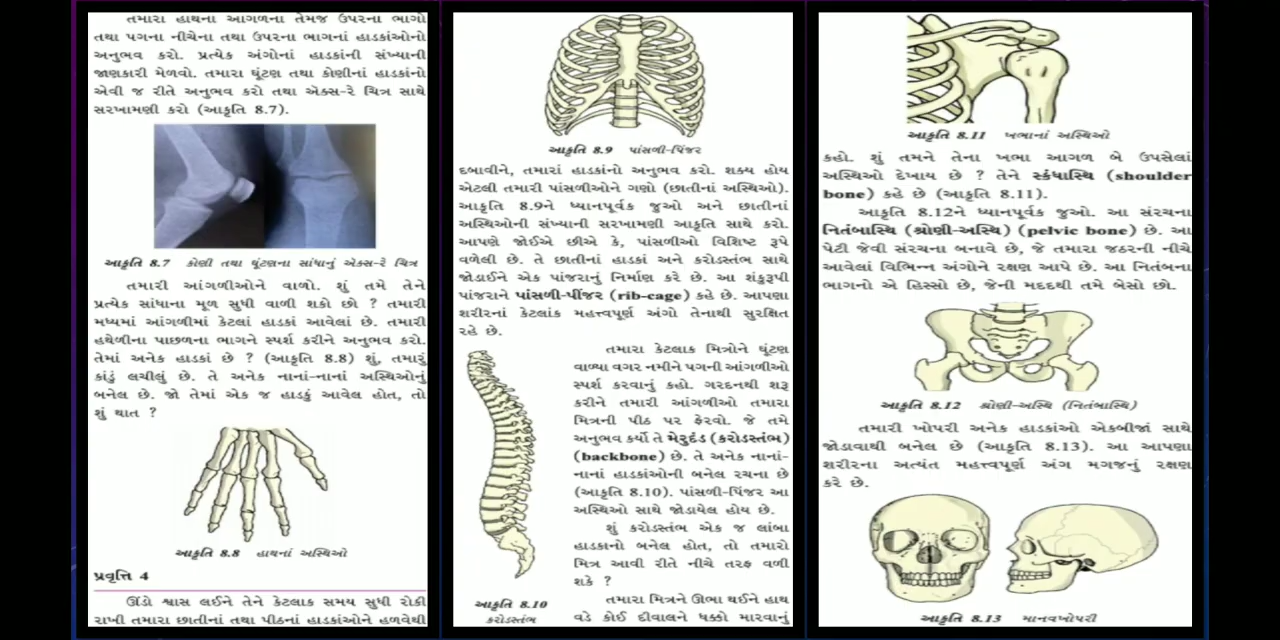 તમારા હાથના આગળના તેમજ ઉપરના ભાગો
તથા પગના નીચેના તથા ઉપરના ભાગનાં હાડકાંઓનો
અનુભવ કરો. પ્રત્યેક અંગોનાં હાડકાંની સંખ્યાની
જાણકારી મેળવો. તમારા ઘૂંટણ તથા કોણીનાં હાડકાંનો
એવી જ રીતે અનુભવ કરો તથા એક્સ-રે ચિત્ર સાથે
સરખામણી કરો (આકૃતિ 8.7).
આકૃતિ 8.7 કોણી તથા ઘૂંટણના સાંધાનું એક્સ-રે ચિત્ર
તમારી આંગળીઓને વાળો. શું તમે તેને
પ્રત્યેક સાંધાના મૂળ સુધી વાળી શકો છો ? તમારી
મધ્યમાં આંગળીમાં કેટલાં હાડકાં આવેલાં છે. તમારી
હથેળીના પાછળના ભાગને સ્પર્શ કરીને અનુભવ કરો.
તેમાં અનેક હાડકાં છે ? (આકૃતિ 8.8) શું, તમારું
કાંડું લચીલું છે. તે અનેક નાનાં-નાનાં અસ્થિઓનું
બનેલ છે. જો તેમાં એક જ હાડકું આવેલ હોત, તો
શું થાત ?
આકૃતિ 8.8 હાથનાં અસ્થિઓ
પ્રવૃત્તિ 4
ઊંડો શ્વાસ લઈને તેને કેટલાક સમય સુધી રોકી
રાખી તમારા છાતીનાં તથા પીઠનાં હાડકાંઓને હળવેથી
આકૃતિ 8.9 પાંસળી-પિંજર
દબાવીને, તમારાં હાડકાંનો અનુભવ કરો. શક્ય હોય
એટલી તમારી પાંસળીઓને ગણો (છાતીનાં અસ્થિઓ).
આકૃતિ 8.9ને ધ્યાનપૂર્વક જુઓ અને છાતીનાં
અસ્થિઓની સંખ્યાની સરખામણી આકૃતિ સાથે કરો.
આપણે જોઈએ છીએ કે, પાંસળીઓ વિશિષ્ટ રૂપે
વળેલી છે. તે છાતીનાં હાડકાં અને કરોડસ્તંભ સાથે
જોડાઈને એક પાંજરાનું નિર્માણ કરે છે. આ શંકુરૂપી
પાંજરાને પાંસળી-પીંજર (rib-cage) કહે છે. આપણા
શરીરનાં કેટલાંક મહત્ત્વપૂર્ણ અંગો તેનાથી સુરક્ષિત
રહે છે.
તમારા કેટલાક મિત્રોને ઘૂંટણ
વાળ્યા વગર નમીને પગની આંગળીઓ
સ્પર્શ કરવાનું કહો. ગરદનથી શરૂ
કરીને તમારી આંગળીઓ તમારા
મિત્રની પીઠ પર ફેરવો. જે તમે
અનુભવ કર્યો તે મેરુદંડ (કરોડસ્તંભ)
(backbone) છે. તે અનેક નાનાં-
નાનાં હાડકાંઓની બનેલ રચના છે
(આકૃતિ 8.10). પાંસળી-પિંજર આ
અસ્થિઓ સાથે જોડાયેલ હોય છે.
શું કરોડસ્તંભ એક જ લાંબા
હાડકાનો બનેલ હોત, તો તમારો
મિત્ર આવી રીતે નીચે તરફ વળી
શકે ?
આકૃતિ 8.10
કરોડસ્તંભ
તમારા મિત્રને ઊભા થઈને હાથ
વડે કોઈ દીવાલને ધક્કો મારવાનું
આકૃતિ 8.11 ખભાનાં અસ્થિઓ
કહો. શું તમને તેના ખભા આગળ બે ઉપસેલાં
અસ્થિઓ દેખાય છે ? તેને સ્કંધાસ્થિ (shoulder
bone) કહે છે (આકૃતિ 8.11).
આકૃતિ 8.12ને ધ્યાનપૂર્વક જુઓ. આ સંરચના
નિતંબાસ્થિ (શ્રોણી-અસ્થિ) (pelvic bone) છે. આ
પેટી જેવી સંરચના બનાવે છે, જે તમારા જઠરની નીચે
આવેલાં વિભિન્ન અંગોને રક્ષણ આપે છે. આ નિતંબના
ભાગનો એ હિસ્સો છે, જેની મદદથી તમે બેસો છો.
આકૃતિ 8.12 શ્રોણી-અસ્થિ (નિતંબાસ્થિ)
તમારી ખોપરી અનેક હાડકાંઓ એકબીજાં સાથે
જોડાવાથી બનેલ છે (આકૃતિ 8.13). આ આપણા
શરીરના અત્યંત મહત્ત્વપૂર્ણ અંગ મગજનું રક્ષણ
કરે છે.
આકૃતિ 8.13 માનવખોપરી